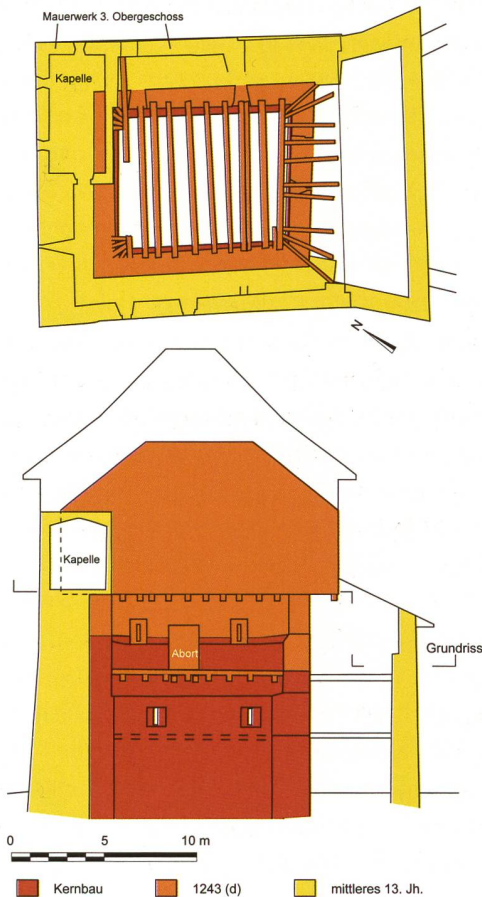 Mauerwerk 3. Obergeschoss
Kapelle
N
Kapelle
Abort
Grundriss
0 5 10 m
Kernbau 1243 (d) mittleres 13. Jh.